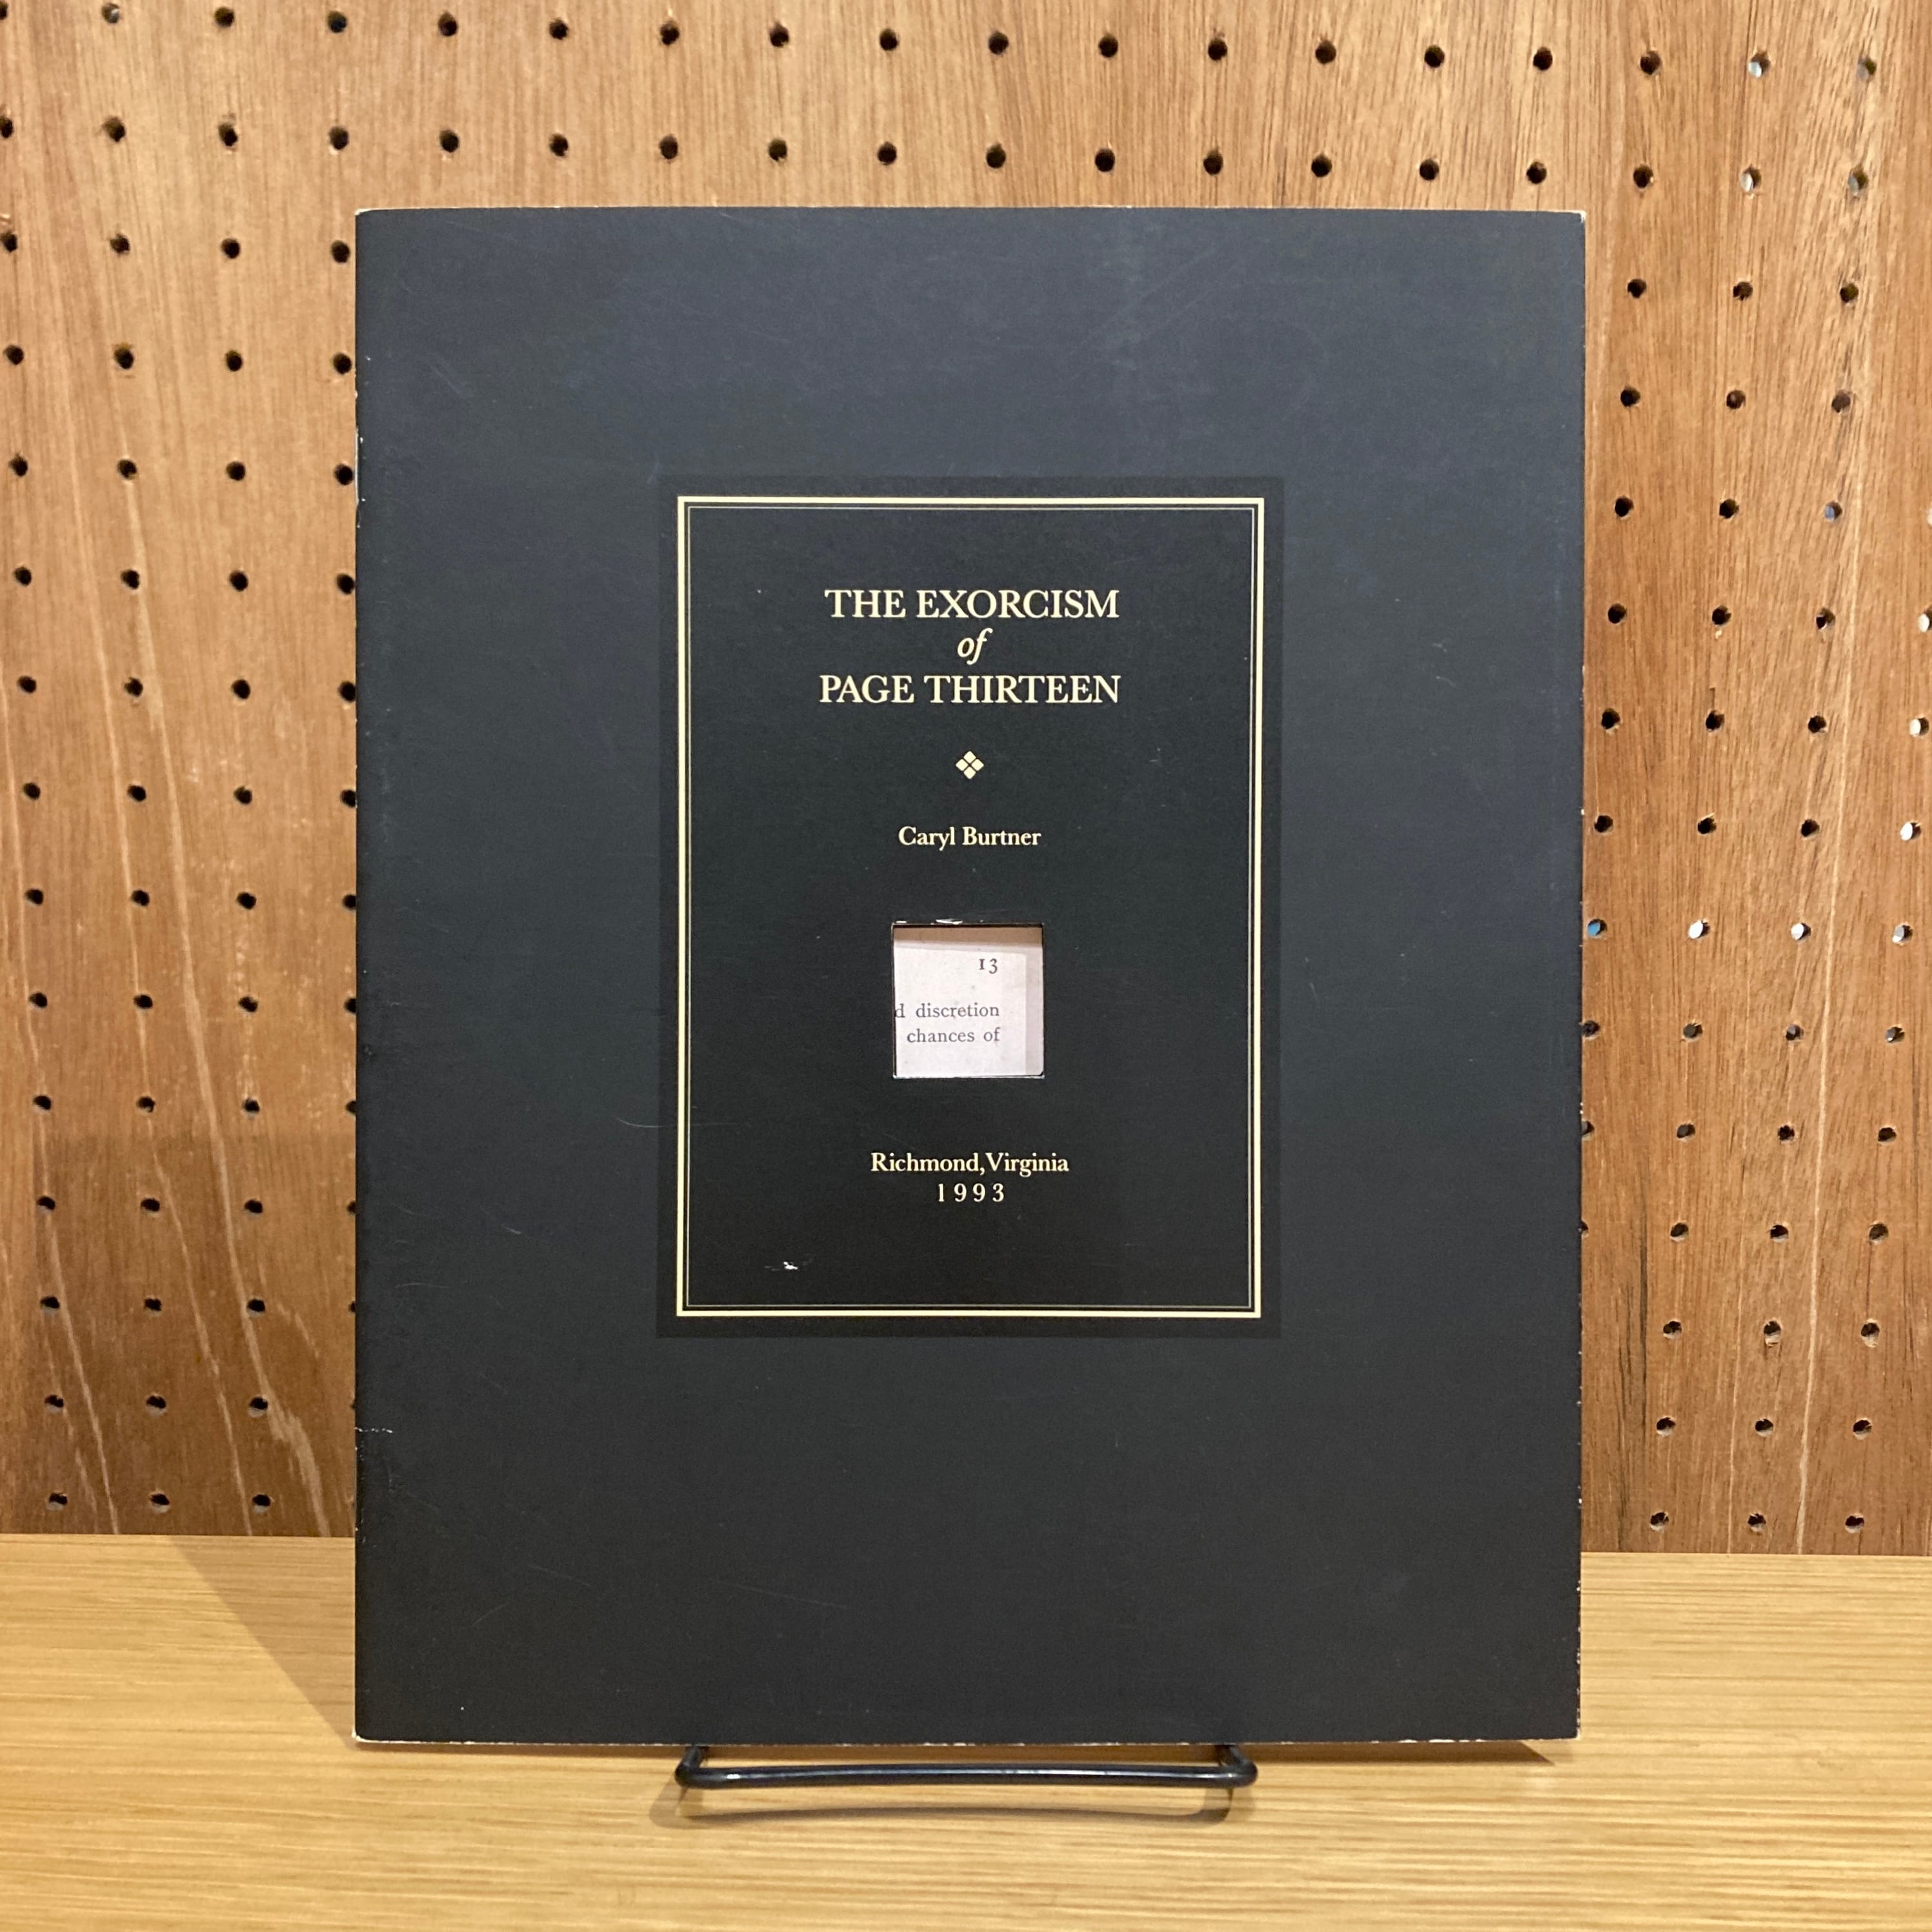 THE EXORCISM
of
PAGE THIRTEEN
Caryl Burtner
13
d discretion
chances of
Richmond, Virginia
1993